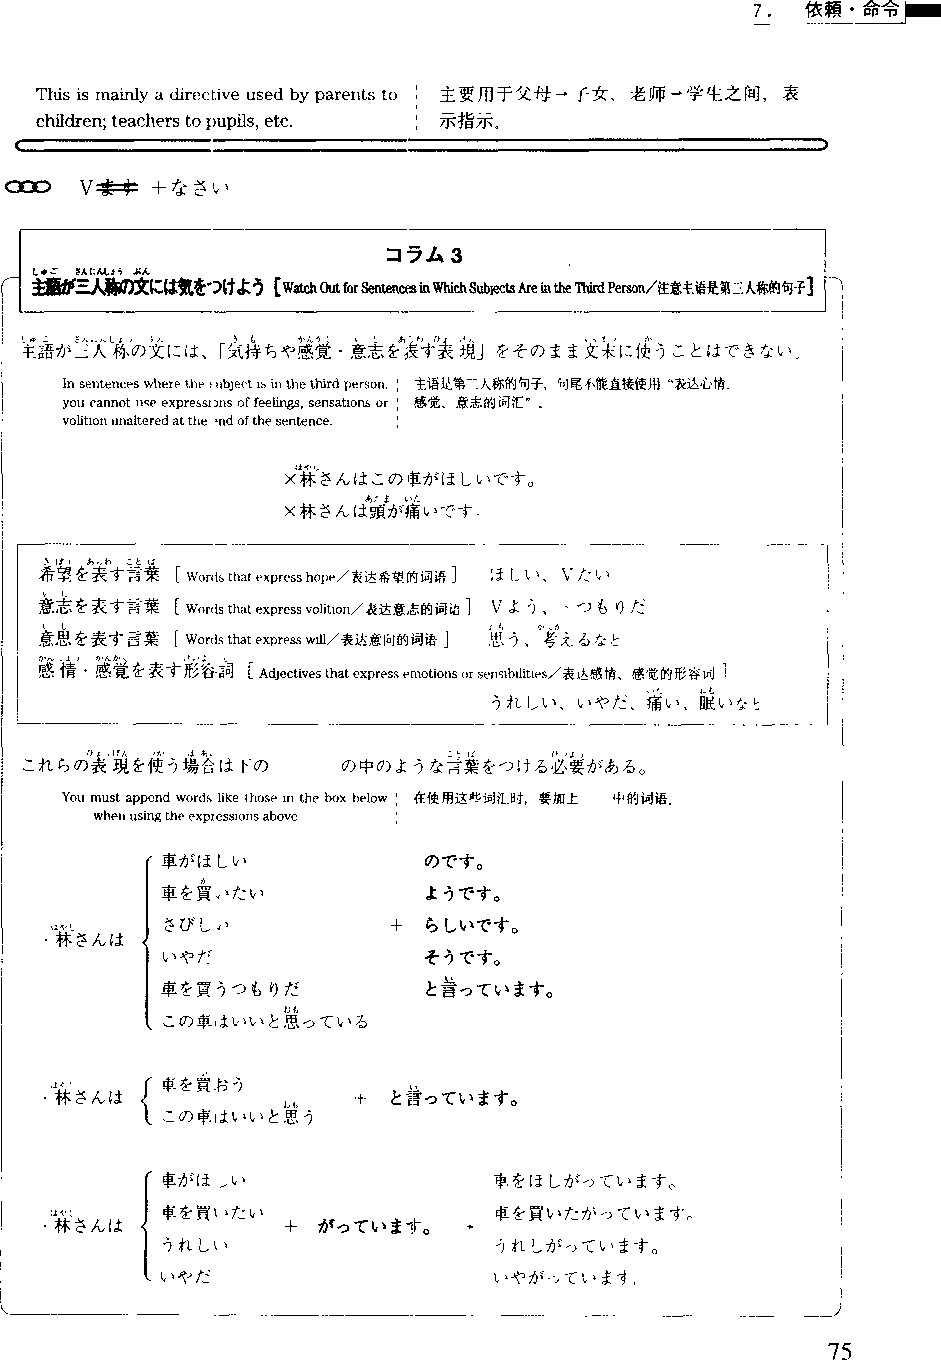 7. 依頼・命令
This is mainly a directive used by parents to
children; teachers to pupils, etc.
主要用于父母→子女、老师→学生之间，表
示指示。
Vます +なさい
コラム 3
主語が三人称の文には気をつけよう [Watch Out for Sentences in Which Subjects Are in the Third Person／注意主语是第三人称的句子]
主語が三人称の文には、「気持ちや感覚・意志を表す表現」をそのまま文末に使うことはできない。
In sentences where the subject is in the third person,
you cannot use expressions of feelings, sensations or
volition unaltered at the end of the sentence.
主语是第三人称的句子，句尾不能直接使用“表达心情、
感觉、意志的词汇”。
×林さんはこの車がほしいです。
×林さんは頭が痛いです。
希望を表す言葉 [Words that express hope／表达希望的词语] ほしい、Vたい
意志を表す言葉 [Words that express volition／表达意志的词语] Vよう、~つもりだ
意思を表す言葉 [Words that express will／表达意向的词语] 思う、考えるなど
感情・感覚を表す形容詞 [Adjectives that express emotions or sensibilities／表达感情、感觉的形容词]
うれしい、いやだ、痛い、眠いなど
これらの表現を使う場合は下の の中のような言葉をつける必要がある。
You must append words like those in the box below
when using the expressions above
在使用这些词汇时，要加上 中的词语。
・林さんは
車がほしい
車を買いたい
さびしい
いやだ
車を買うつもりだ
この車はいいと思っている
+
のです。
ようです。
らしいです。
そうです。
と言っています。
・林さんは
車を買おう
この車はいいと思う
+ と言っています。
・林さんは
車がほしい
車を買いたい
うれしい
いやだ
+ がっています。 →
車をほしがっています。
車を買いたがっています。
うれしがっています。
いやがっています。
75